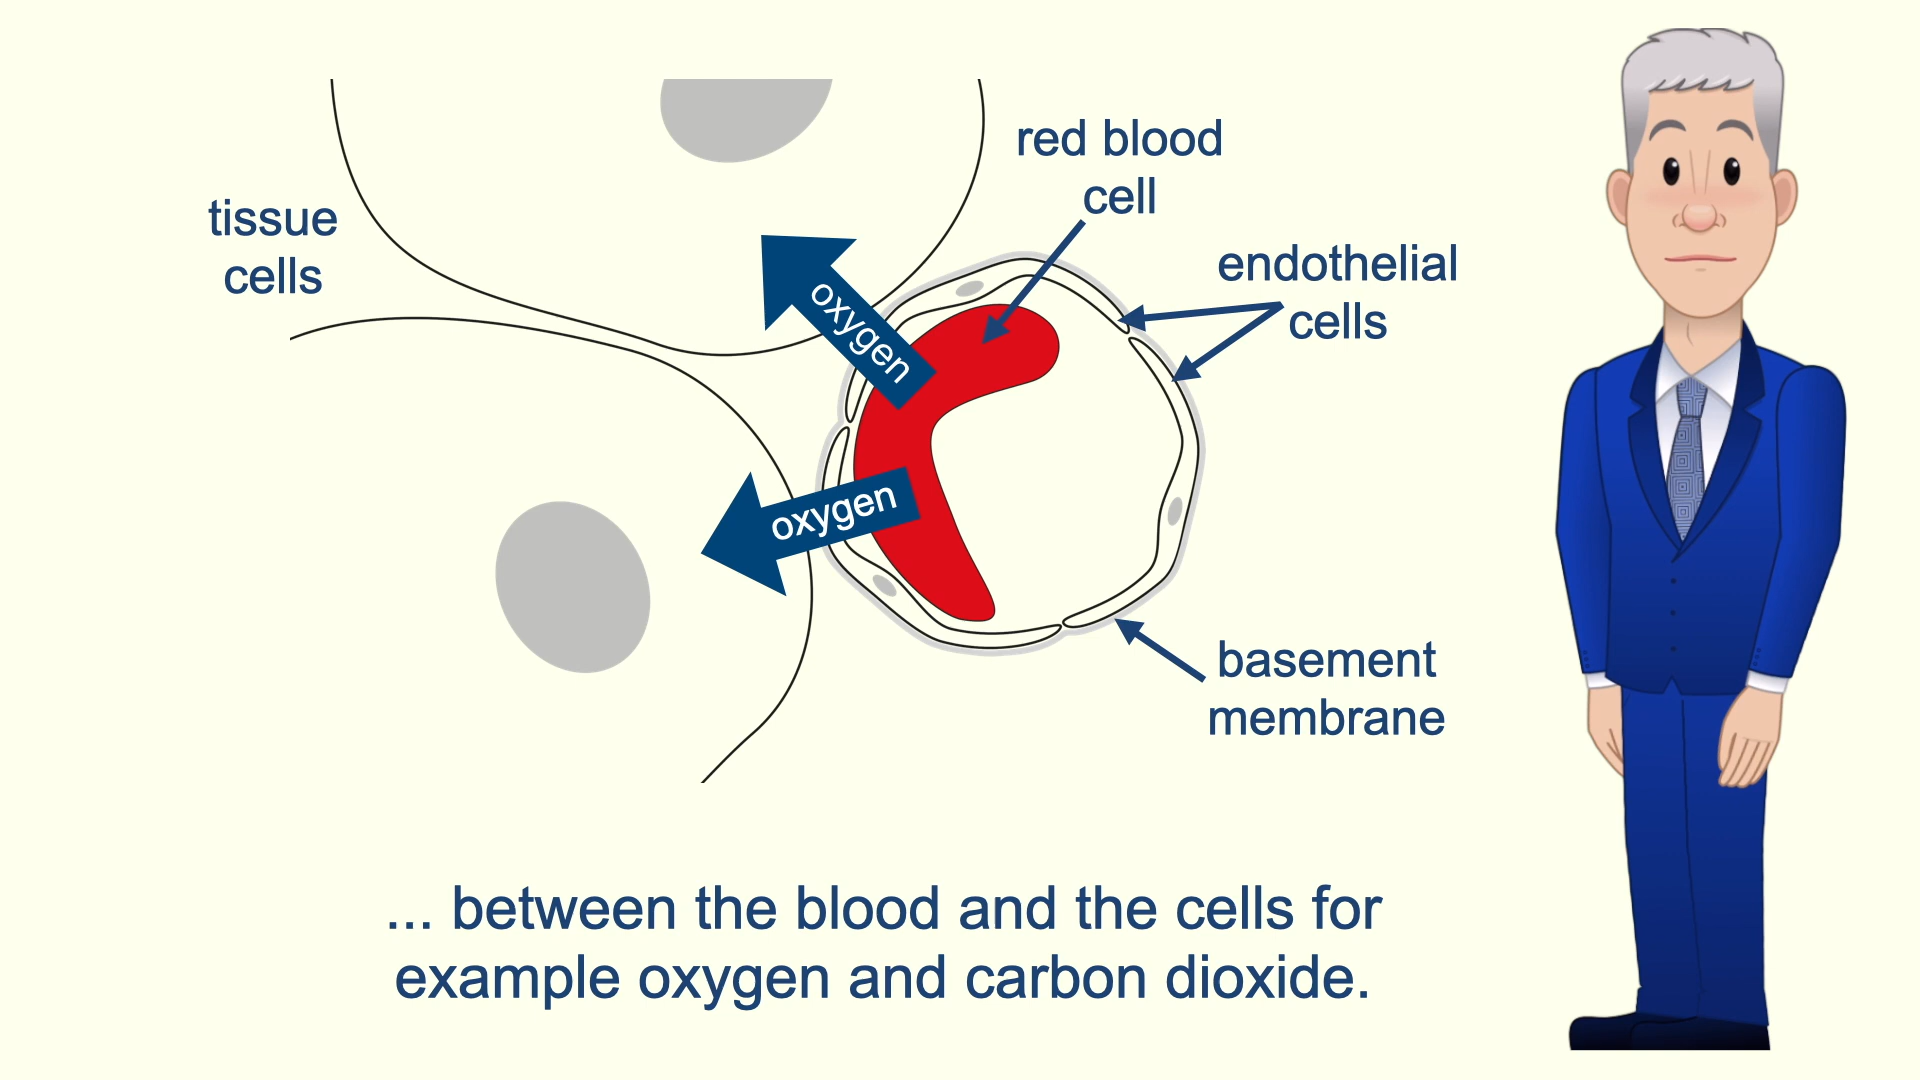 red blood
cell
tissue
cells
endothelial
cells
oxygen
oxygen
basement
membrane
... between the blood and the cells for
example oxygen and carbon dioxide.